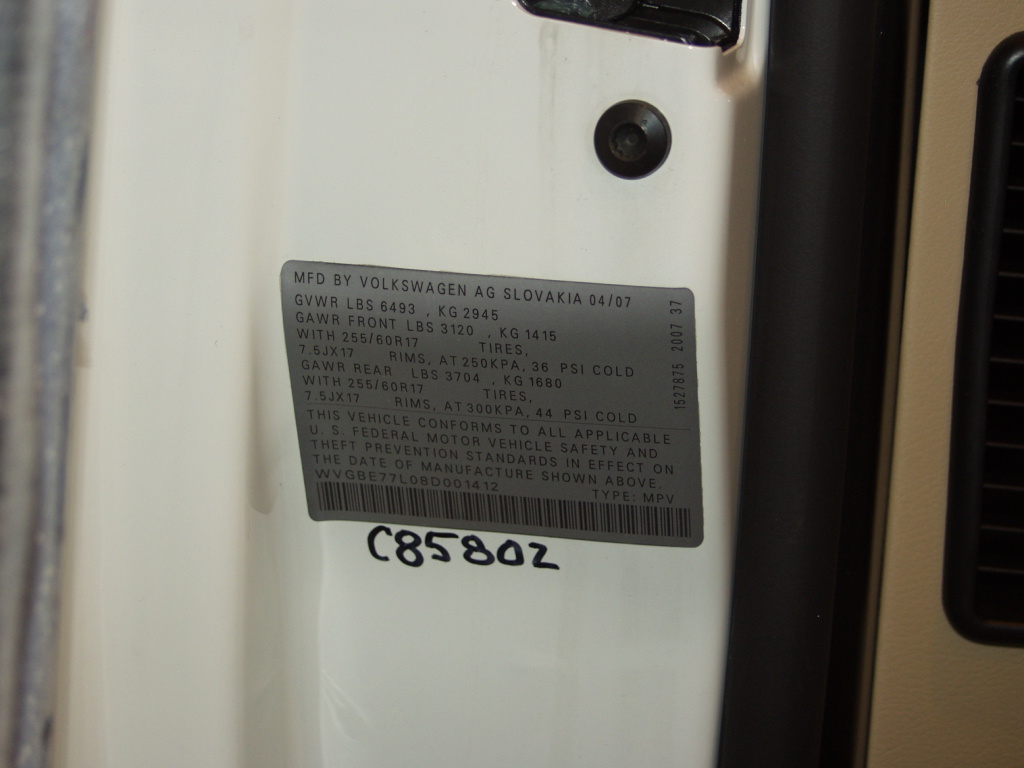 MFD BY VOLKSWAGEN AG SLOVAKIA 04/07
GVWR LBS 6493 , KG 2945
GAWR FRONT LBS 3120 , KG 1415
WITH 255/60R17 TIRES,
7.5JX17 RIMS, AT 250KPA, 36 PSI COLD
GAWR REAR LBS 3704 , KG 1680
WITH 255/60R17 TIRES,
7.5JX17 RIMS, AT 300KPA, 44 PSI COLD
THIS VEHICLE CONFORMS TO ALL APPLICABLE
U. S. FEDERAL MOTOR VEHICLE SAFETY AND
THEFT PREVENTION STANDARDS IN EFFECT ON
THE DATE OF MANUFACTURE SHOWN ABOVE.
WVGBE77L08D001412 TYPE: MPV
1527875 2007 37
C85802